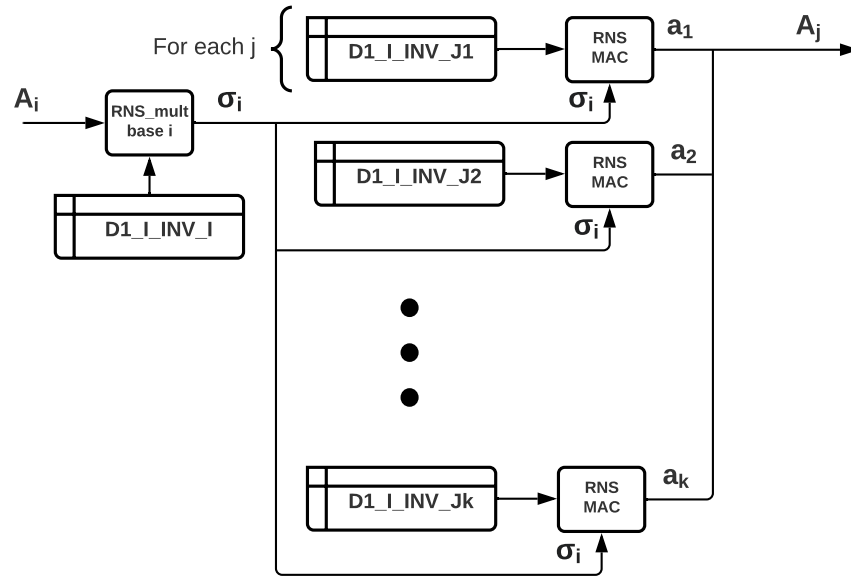 For each j
D1_I_INV_J1
RNS
MAC
a₁
Aⱼ
Aᵢ
RNS_mult
base i
σᵢ
σᵢ
D1_I_INV_J2
RNS
MAC
a₂
D1_I_INV_I
σᵢ
D1_I_INV_Jk
RNS
MAC
aₖ
σᵢ